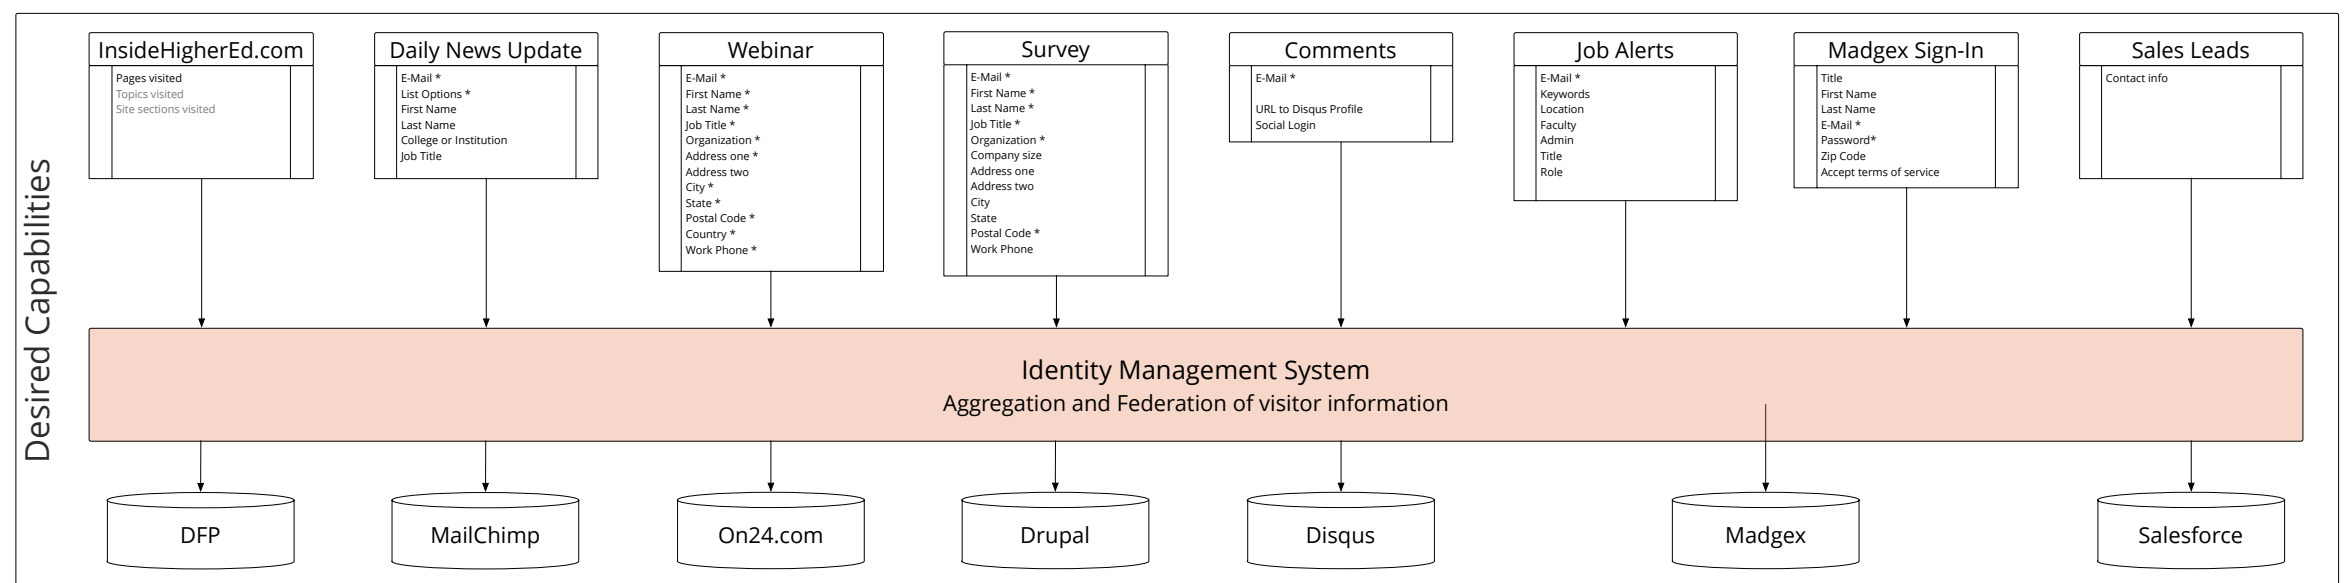 Desired Capabilities
InsideHigherEd.com
Pages visited
Topics visited
Site sections visited
Daily News Update
E-Mail *
List Options *
First Name
Last Name
College or Institution
Job Title
Webinar
E-Mail *
First Name *
Last Name *
Job Title *
Organization *
Address one *
Address two
City *
State *
Postal Code *
Country *
Work Phone *
Survey
E-Mail *
First Name *
Last Name *
Job Title *
Organization *
Company size
Address one
Address two
City
State
Postal Code *
Work Phone
Comments
E-Mail *
URL to Disqus Profile
Social Login
Job Alerts
E-Mail *
Keywords
Location
Faculty
Admin
Title
Role
Madgex Sign-In
Title
First Name
Last Name
E-Mail *
Password*
Zip Code
Accept terms of service
Sales Leads
Contact info
Identity Management System
Aggregation and Federation of visitor information
DFP
MailChimp
On24.com
Drupal
Disqus
Madgex
Salesforce